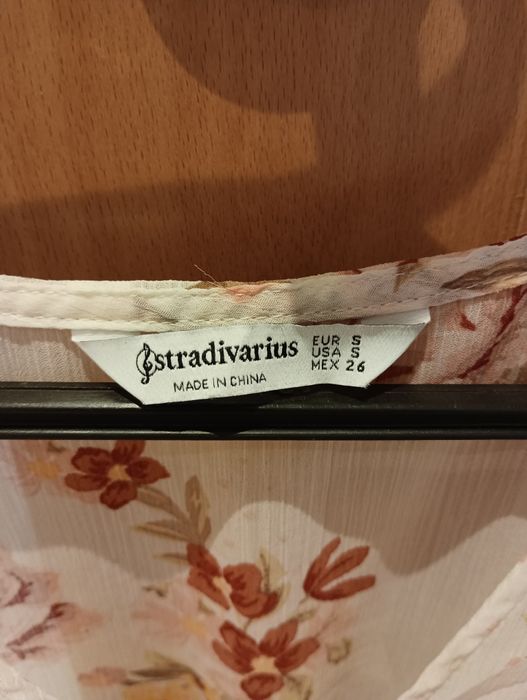 stradivarius
MADE IN CHINA
EUR S
USA S
MEX 26